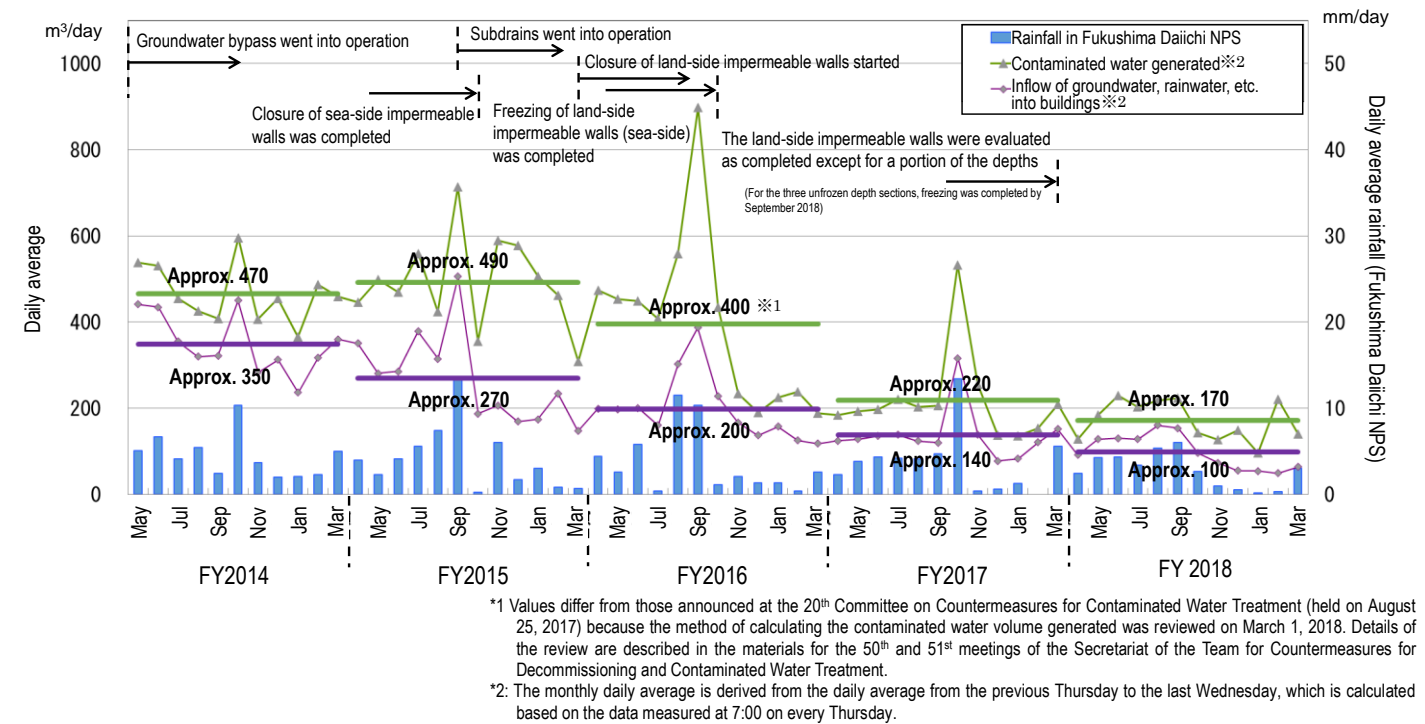 m³/day
mm/day
Groundwater bypass went into operation
Subdrains went into operation
Rainfall in Fukushima Daiichi NPS
Contaminated water generated※2
Inflow of groundwater, rainwater, etc.
into buildings※2
Closure of land-side impermeable walls started
Closure of sea-side impermeable
walls was completed
Freezing of land-side
impermeable walls (sea-side)
was completed
The land-side impermeable walls were evaluated
as completed except for a portion of the depths
(For the three unfrozen depth sections, freezing was completed by
September 2018)
1000
800
600
400
200
0
Daily average
50
40
30
20
10
0
Daily average rainfall (Fukushima Daiichi NPS)
Approx. 470
Approx. 490
Approx. 400 ※1
Approx. 220
Approx. 170
Approx. 350
Approx. 270
Approx. 200
Approx. 140
Approx. 100
May Jul Sep Nov Jan Mar May Jul Sep Nov Jan Mar May Jul Sep Nov Jan Mar May Jul Sep Nov Jan Mar May Jul Sep Nov Jan Mar
FY2014 FY2015 FY2016 FY2017 FY 2018
*1 Values differ from those announced at the 20th Committee on Countermeasures for Contaminated Water Treatment (held on August
25, 2017) because the method of calculating the contaminated water volume generated was reviewed on March 1, 2018. Details of
the review are described in the materials for the 50th and 51st meetings of the Secretariat of the Team for Countermeasures for
Decommissioning and Contaminated Water Treatment.
*2: The monthly daily average is derived from the daily average from the previous Thursday to the last Wednesday, which is calculated
based on the data measured at 7:00 on every Thursday.